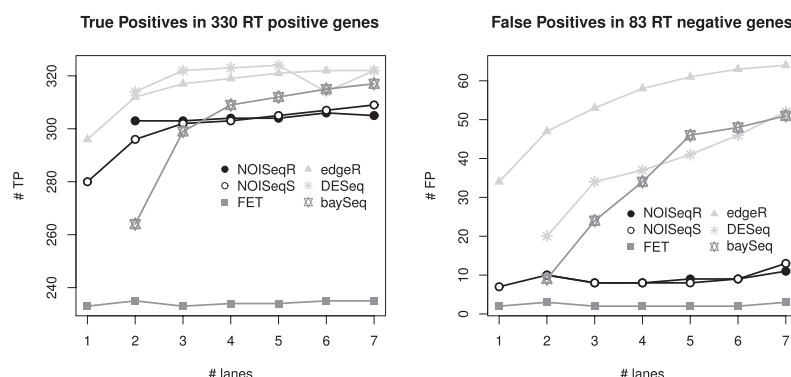 True Positives in 330 RT positive genes
# TP
320
300
280
260
240
NOISeqR
NOISeqS
FET
edgeR
DESeq
baySeq
1 2 3 4 5 6 7
# lanes
False Positives in 83 RT negative genes
# FP
60
50
40
30
20
10
0
NOISeqR
NOISeqS
FET
edgeR
DESeq
baySeq
1 2 3 4 5 6 7
# lanes